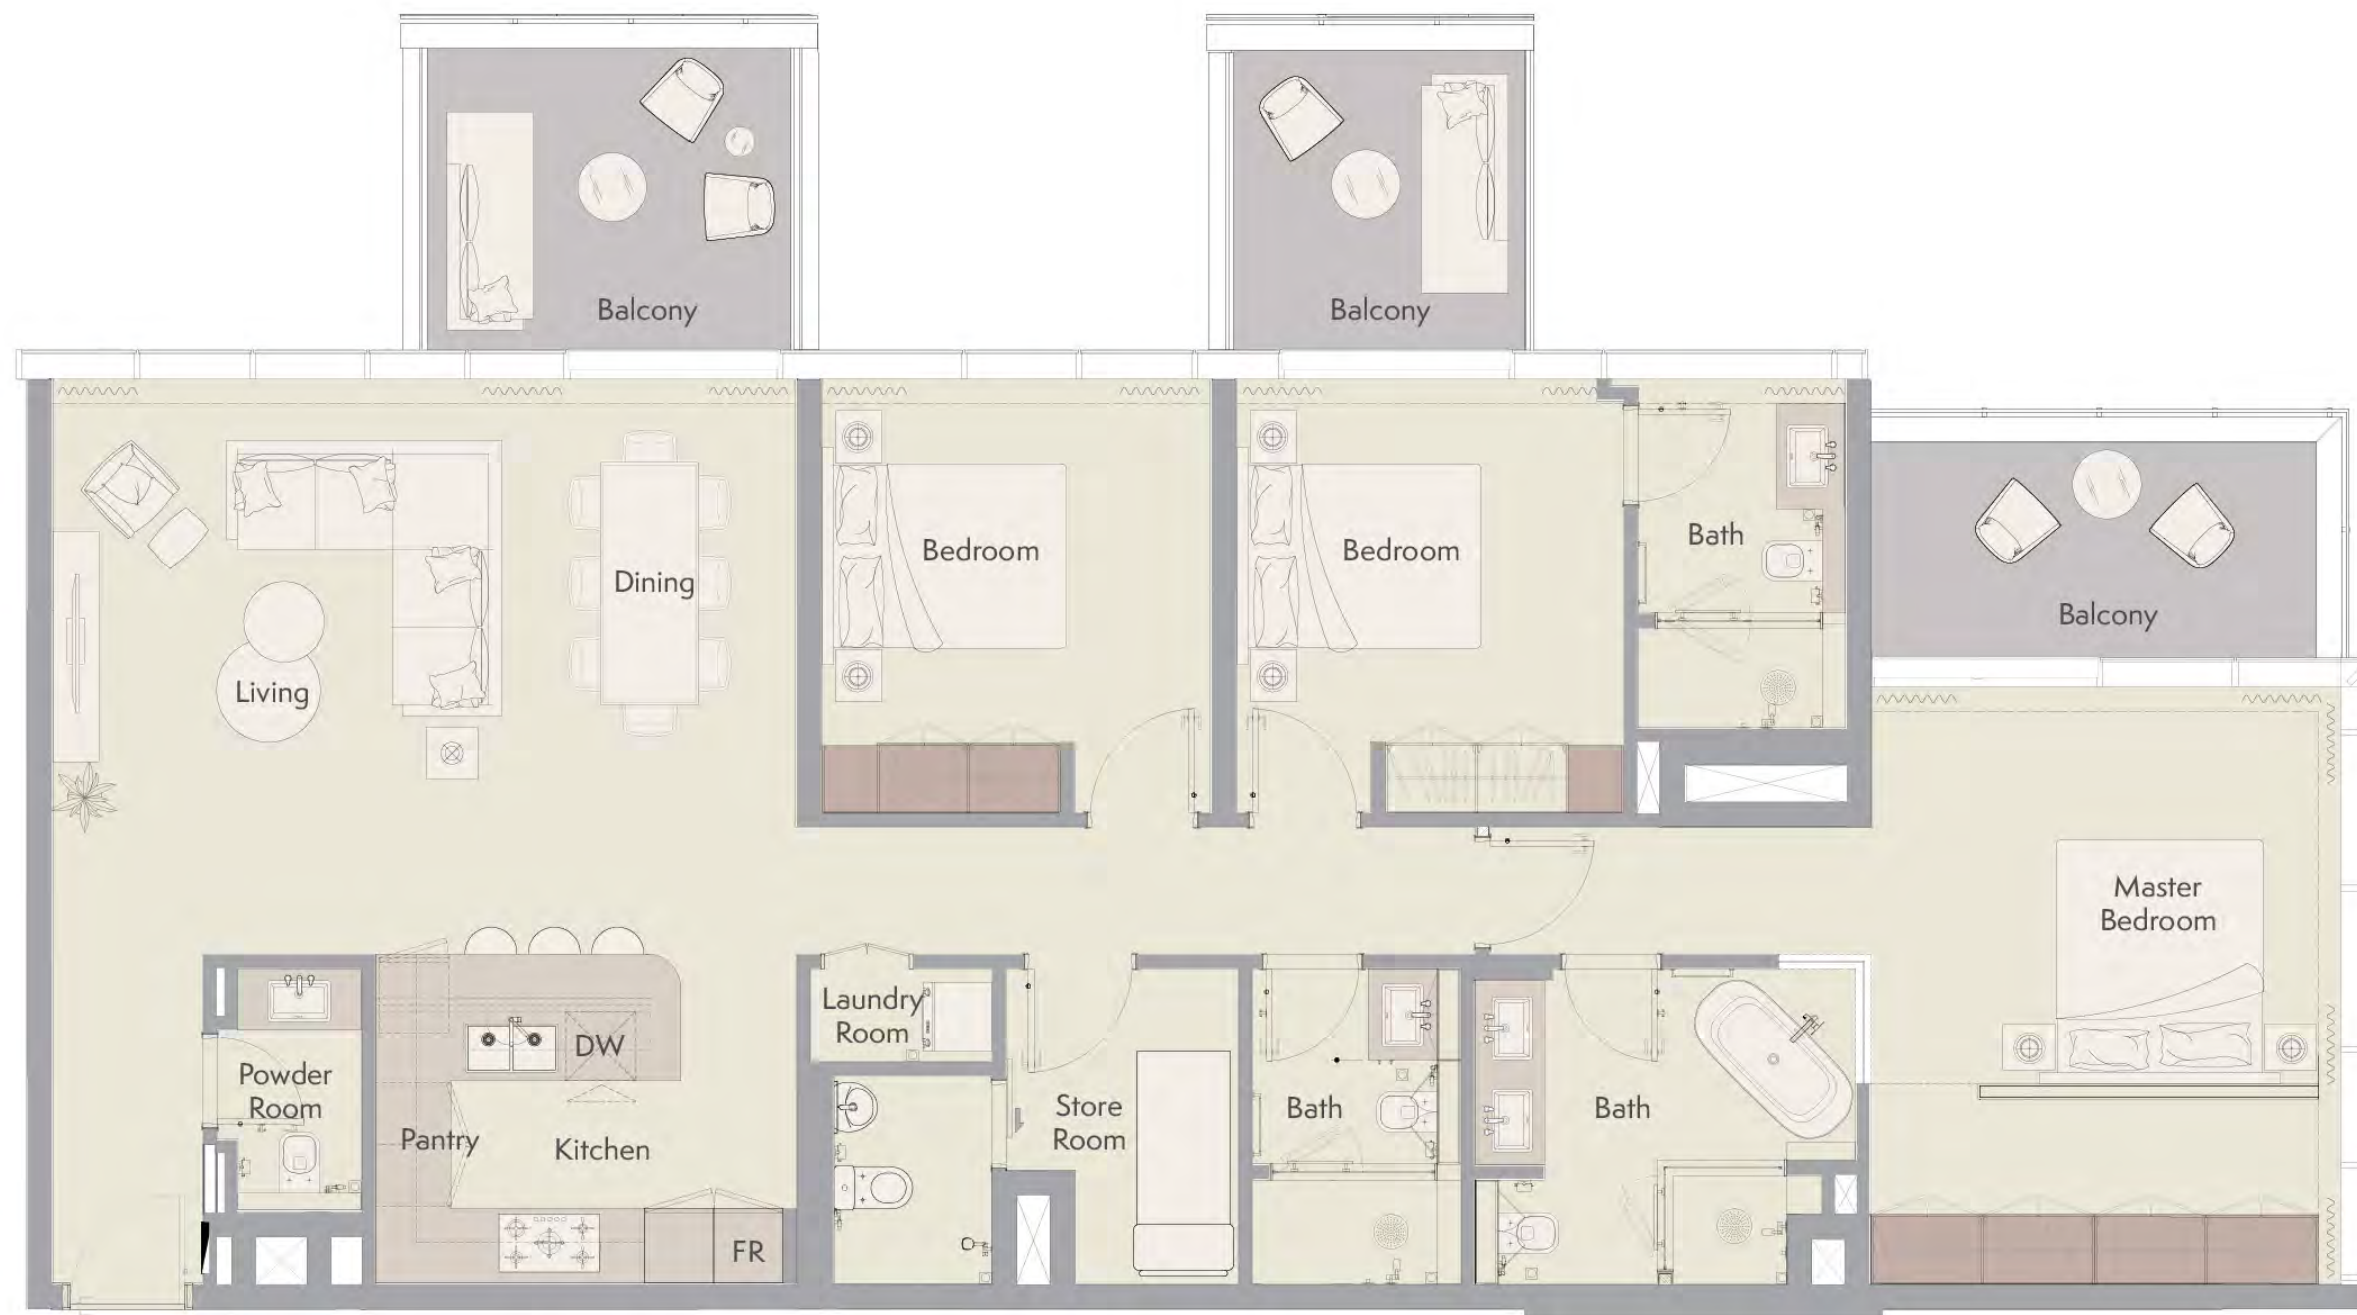 Balcony
Balcony
Bedroom
Bedroom
Bath
Dining
Balcony
Living
Master
Bedroom
Laundry
Room
DW
Powder
Room
Store
Room
Bath
Bath
Pantry
Kitchen
FR